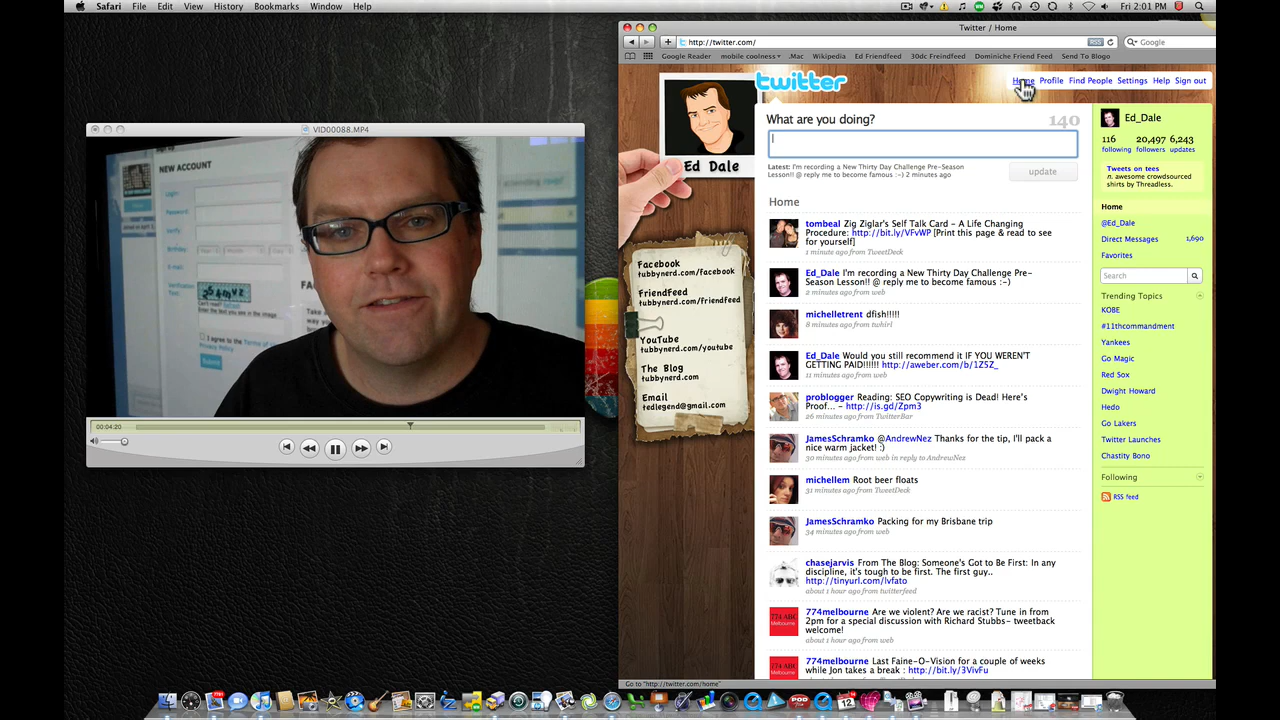 Safari File Edit View History Bookmarks Window Help
Fri 2:01 PM
VID00088.MP4
NEW ACCOUNT
00:04:20
Twitter / Home
http://twitter.com/
RSS
Google
Google Reader mobile coolness .Mac Wikipedia Ed Friendfeed 30dc Freindfeed Dominiche Friend Feed Send To Blogo
Ed Dale
Facebook
tubbynerd.com/facebook
FriendFeed
tubbynerd.com/friendfeed
YouTube
tubbynerd.com/youtube
The Blog
tubbynerd.com
Email
tedlegend@gmail.com
twitter
Home Profile Find People Settings Help Sign out
What are you doing?
140
Latest: I'm recording a New Thirty Day Challenge Pre-Season
Lesson!! @ reply me to become famous :~) 2 minutes ago
update
Home
tombeal Zig Ziglar's Self Talk Card - A Life Changing
Procedure: http://bit.ly/VFvWP [Print this page & read to see
for yourself]
1 minute ago from TweetDeck
Ed_Dale I'm recording a New Thirty Day Challenge Pre-
Season Lesson!! @ reply me to become famous :~)
2 minutes ago from web
michelletrent dfish!!!!!
8 minutes ago from twhirl
Ed_Dale Would you still recommend it IF YOU WEREN'T
GETTING PAID!!!!!! http://aweber.com/b/1Z5Z_
11 minutes ago from web
problogger Reading: SEO Copywriting is Dead! Here's
Proof... - http://is.gd/Zpm3
26 minutes ago from TwitterBar
JamesSchramko @AndrewNez Thanks for the tip, I'll pack a
nice warm jacket! :)
30 minutes ago from web in reply to AndrewNez
michellem Root beer floats
31 minutes ago from TweetDeck
JamesSchramko Packing for my Brisbane trip
34 minutes ago from web
chasejarvis From The Blog: Someone's Got to Be First: In any
discipline, it's tough to be first. The first guy..
http://tinyurl.com/lvfato
about 1 hour ago from twitterfeed
774 ABC
Melbourne
774melbourne Are we violent? Are we racist? Tune in from
2pm for a special discussion with Richard Stubbs- tweetback
welcome!
about 1 hour ago from web
774melbourne Last Faine-O-Vision for a couple of weeks
while Jon takes a break : http://bit.ly/3VivFu
Ed_Dale
116 20,497 6,243
following followers updates
Tweets on tees
n. awesome crowdsourced
shirts by Threadless.
Home
@Ed_Dale
Direct Messages 1,690
Favorites
Search
Trending Topics
KOBE
#11thcommandment
Yankees
Go Magic
Red Sox
Dwight Howard
Hedo
Go Lakers
Twitter Launches
Chastity Bono
Following
RSS feed
Go to "http://twitter.com/home"